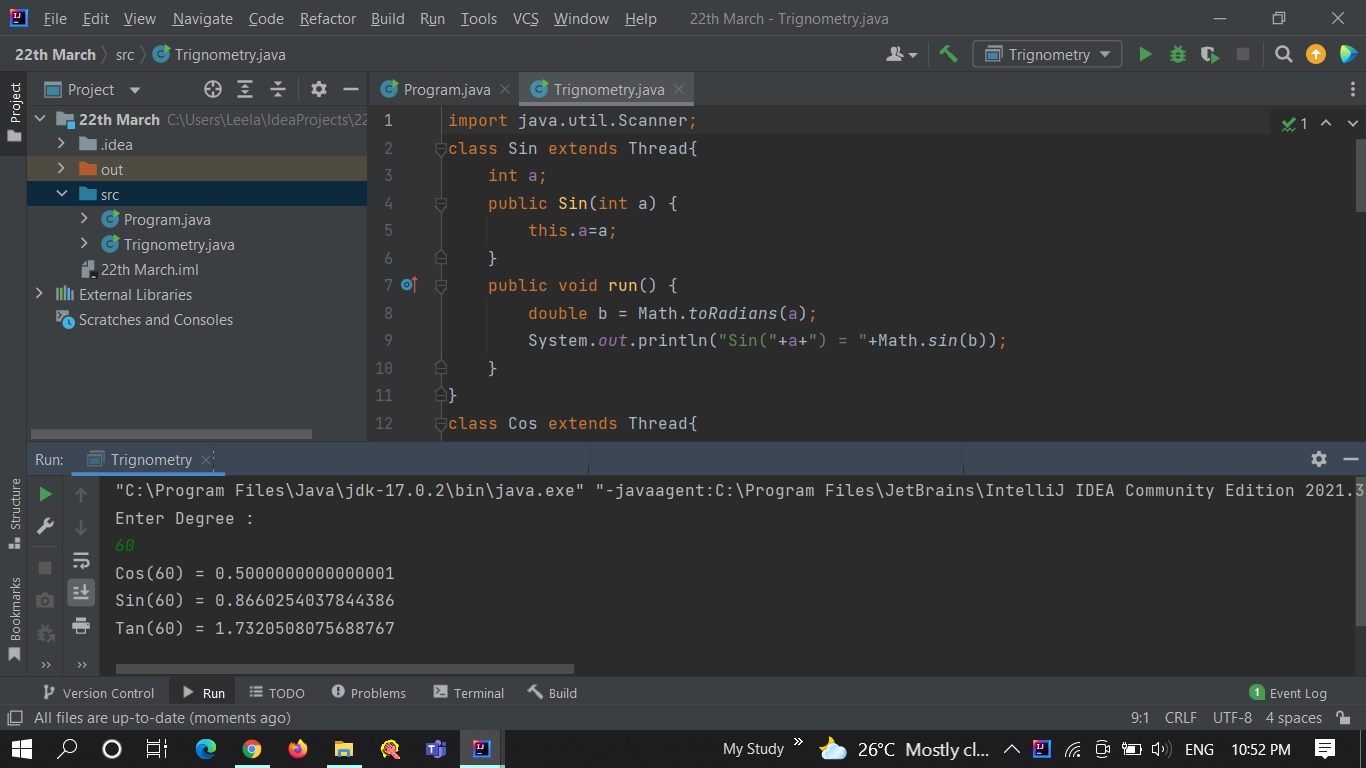 File Edit View Navigate Code Refactor Build Run Tools VCS Window Help 22th March - Trignometry.java
22th March src Trignometry.java Trignometry
Project
Project
Program.java Trignometry.java
22th March C:\Users\Leela\IdeaProjects\22
.idea
out
src
Program.java
Trignometry.java
22th March.iml
External Libraries
Scratches and Consoles
1
1 import java.util.Scanner;
2 class Sin extends Thread{
3 int a;
4 public Sin(int a) {
5 this.a=a;
6 }
7 public void run() {
8 double b = Math.toRadians(a);
9 System.out.println("Sin("+a+") = "+Math.sin(b));
10 }
11 }
12 class Cos extends Thread{
Run: Trignometry
"C:\Program Files\Java\jdk-17.0.2\bin\java.exe" "-javaagent:C:\Program Files\JetBrains\IntelliJ IDEA Community Edition 2021.3
Enter Degree :
60
Cos(60) = 0.5000000000000001
Sin(60) = 0.8660254037844386
Tan(60) = 1.7320508075688767
Structure
Bookmarks
Version Control Run TODO Problems Terminal Build 1 Event Log
All files are up-to-date (moments ago) 9:1 CRLF UTF-8 4 spaces
My Study 26°C Mostly cl... ENG 10:52 PM